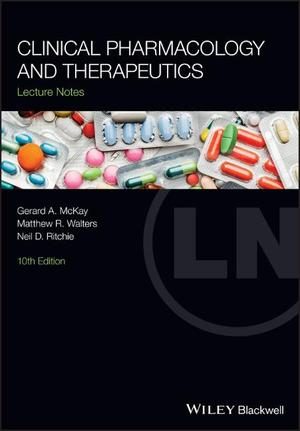 CLINICAL PHARMACOLOGY
AND THERAPEUTICS
Lecture Notes
Gerard A. McKay
Matthew R. Walters
Neil D. Ritchie
10th Edition
LN
WILEY Blackwell